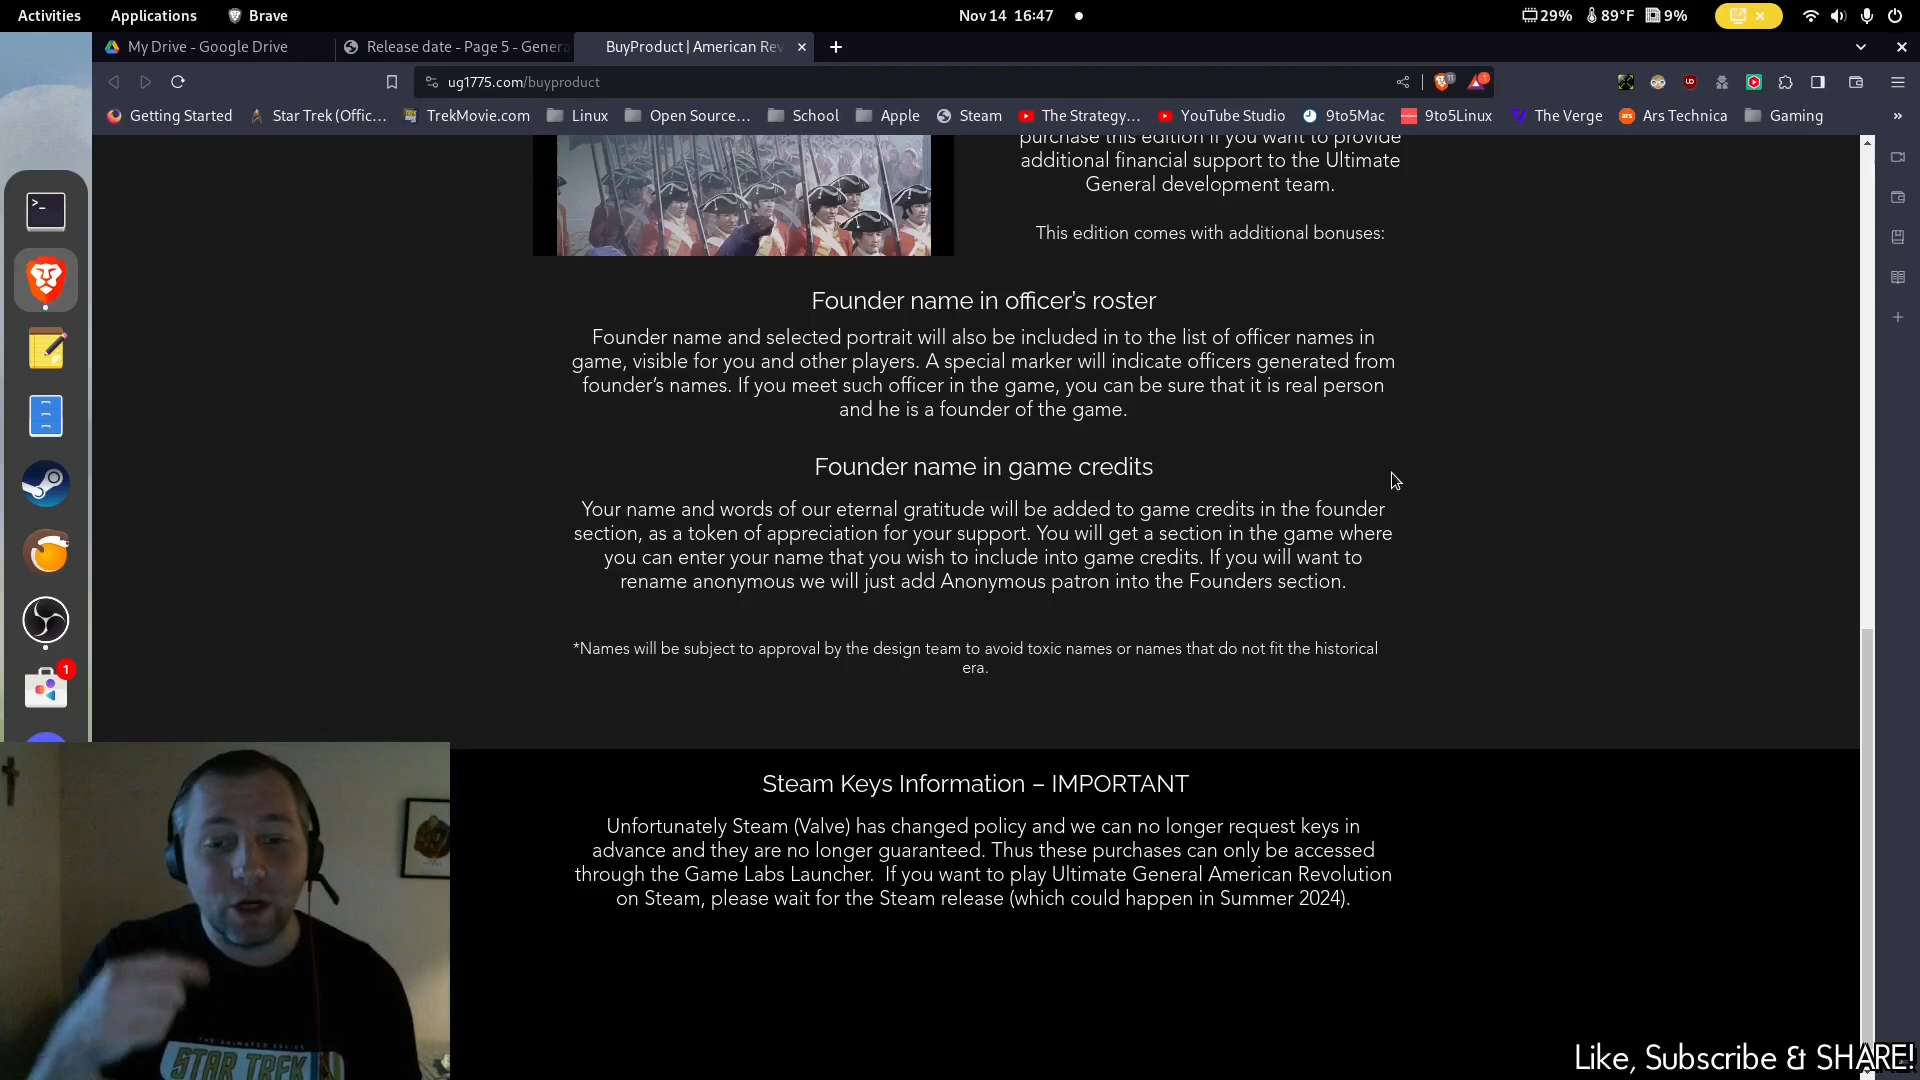 Activities Applications Brave Nov 14 16:47 29% 89°F 9%
My Drive - Google Drive Release date - Page 5 - Genera BuyProduct | American Rev
ug1775.com/buyproduct
Getting Started Star Trek (Offic... TrekMovie.com Linux Open Source... School Apple Steam The Strategy... YouTube Studio 9to5Mac 9to5Linux The Verge Ars Technica Gaming »
purchase this edition if you want to provide
additional financial support to the Ultimate
General development team.
This edition comes with additional bonuses:
Founder name in officer's roster
Founder name and selected portrait will also be included in to the list of officer names in
game, visible for you and other players. A special marker will indicate officers generated from
founder's names. If you meet such officer in the game, you can be sure that it is real person
and he is a founder of the game.
Founder name in game credits
Your name and words of our eternal gratitude will be added to game credits in the founder
section, as a token of appreciation for your support. You will get a section in the game where
you can enter your name that you wish to include into game credits. If you will want to
rename anonymous we will just add Anonymous patron into the Founders section.
*Names will be subject to approval by the design team to avoid toxic names or names that do not fit the historical
era.
1
Steam Keys Information – IMPORTANT
Unfortunately Steam (Valve) has changed policy and we can no longer request keys in
advance and they are no longer guaranteed. Thus these purchases can only be accessed
through the Game Labs Launcher. If you want to play Ultimate General American Revolution
on Steam, please wait for the Steam release (which could happen in Summer 2024).
THE ANIMATED SERIES
STAR TREK
Like, Subscribe & SHARE!